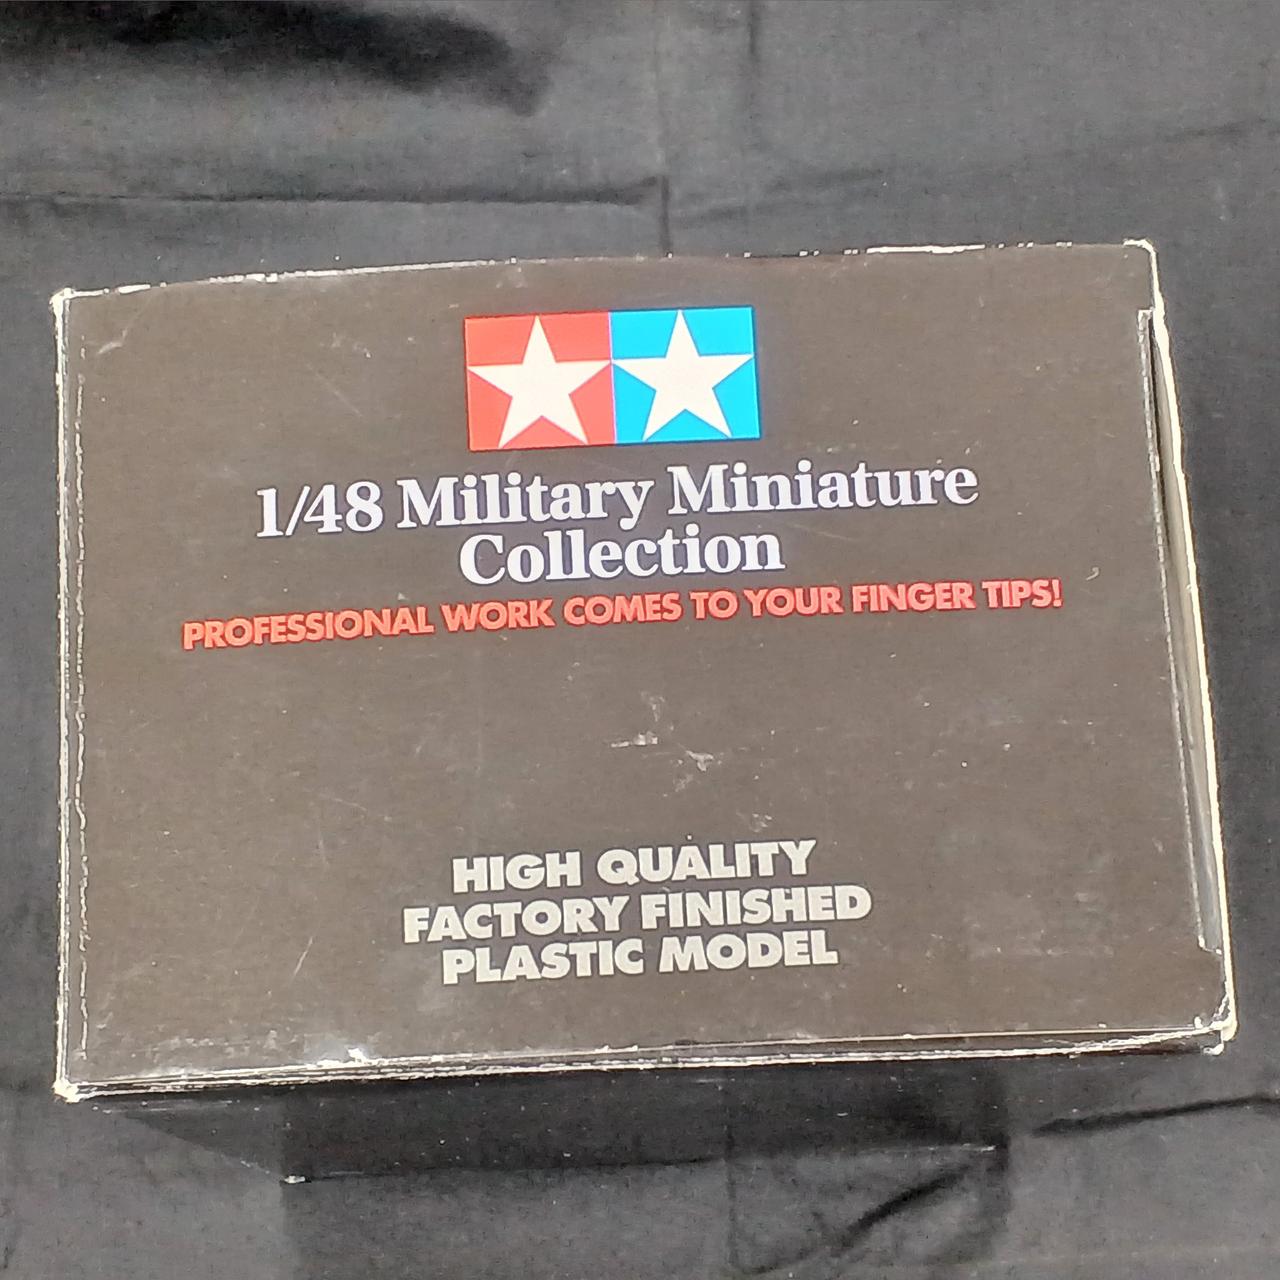 1/48 Military Miniature
Collection
PROFESSIONAL WORK COMES TO YOUR FINGER TIPS!
HIGH QUALITY
FACTORY FINISHED
PLASTIC MODEL